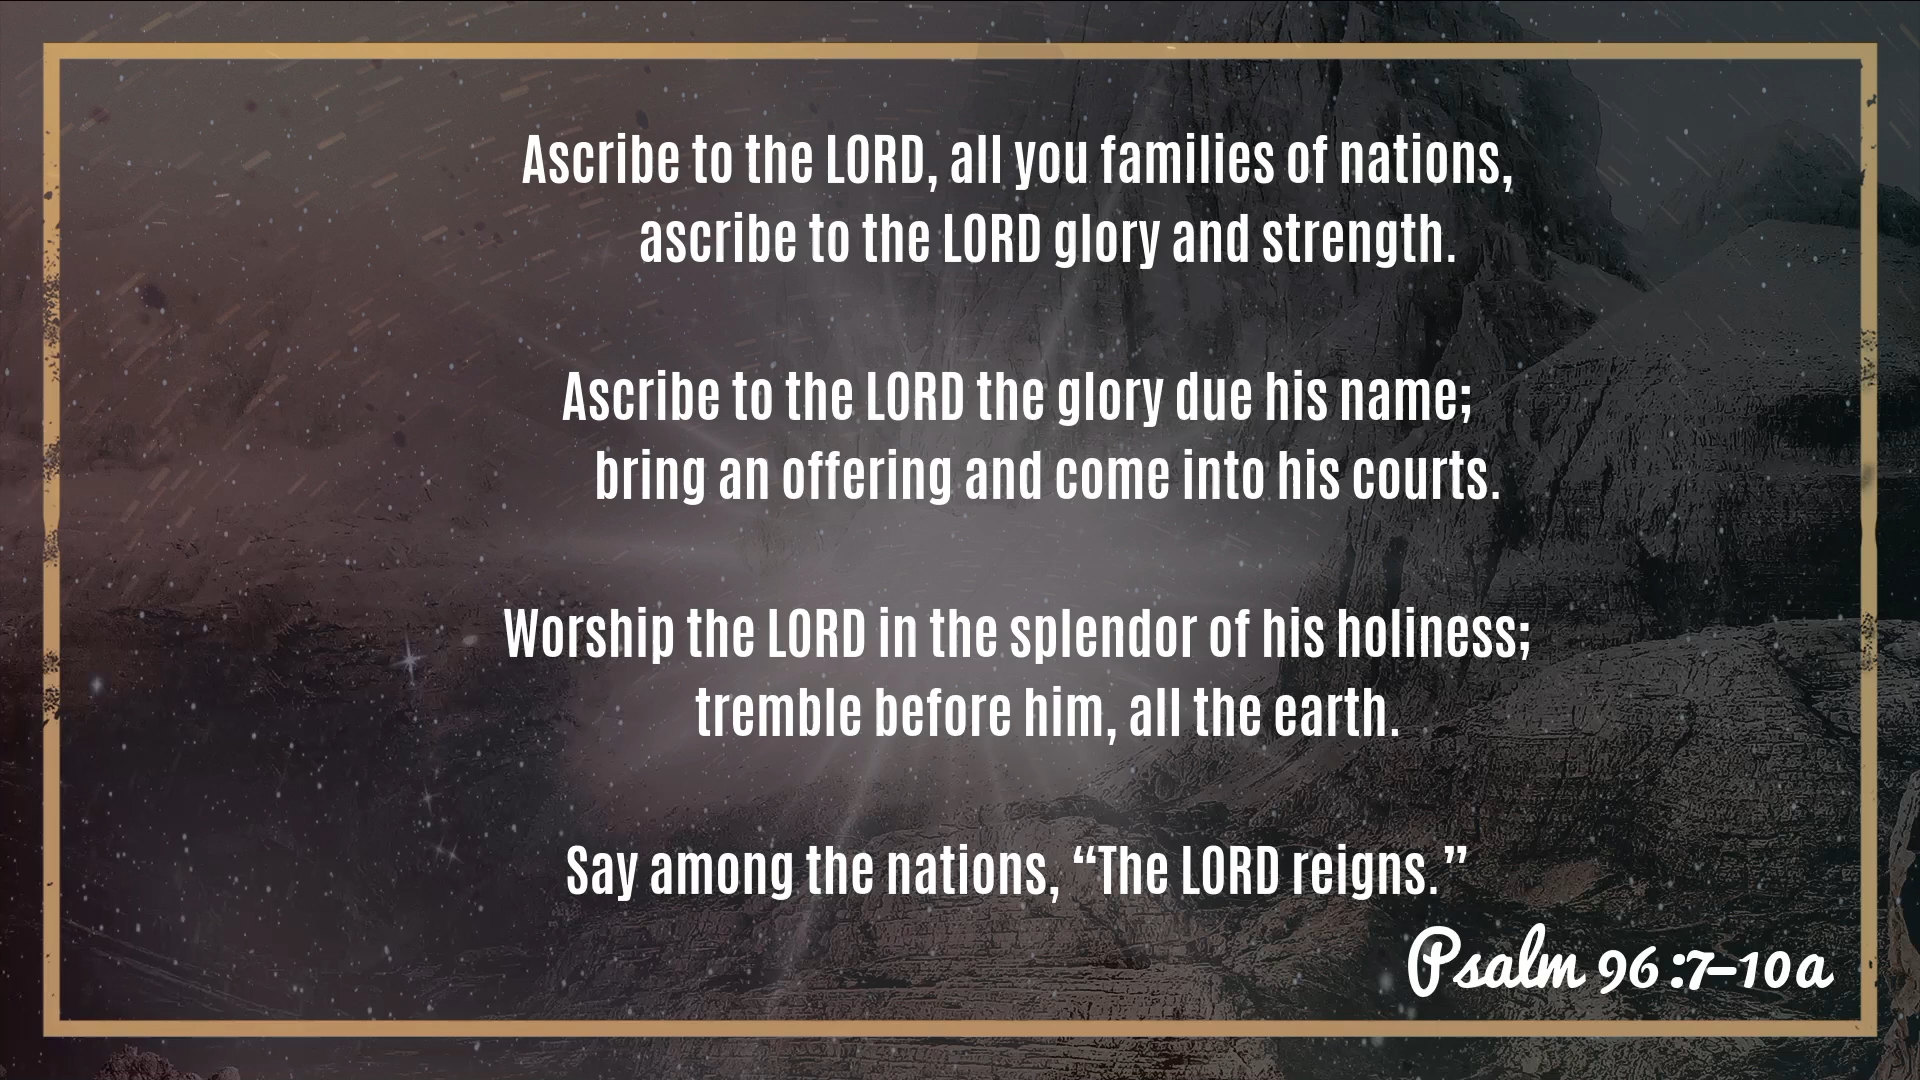 Ascribe to the LORD, all you families of nations,
ascribe to the LORD glory and strength.
Ascribe to the LORD the glory due his name;
bring an offering and come into his courts.
Worship the LORD in the splendor of his holiness;
tremble before him, all the earth.
Say among the nations, “The LORD reigns.”
Psalm 96:7–10a